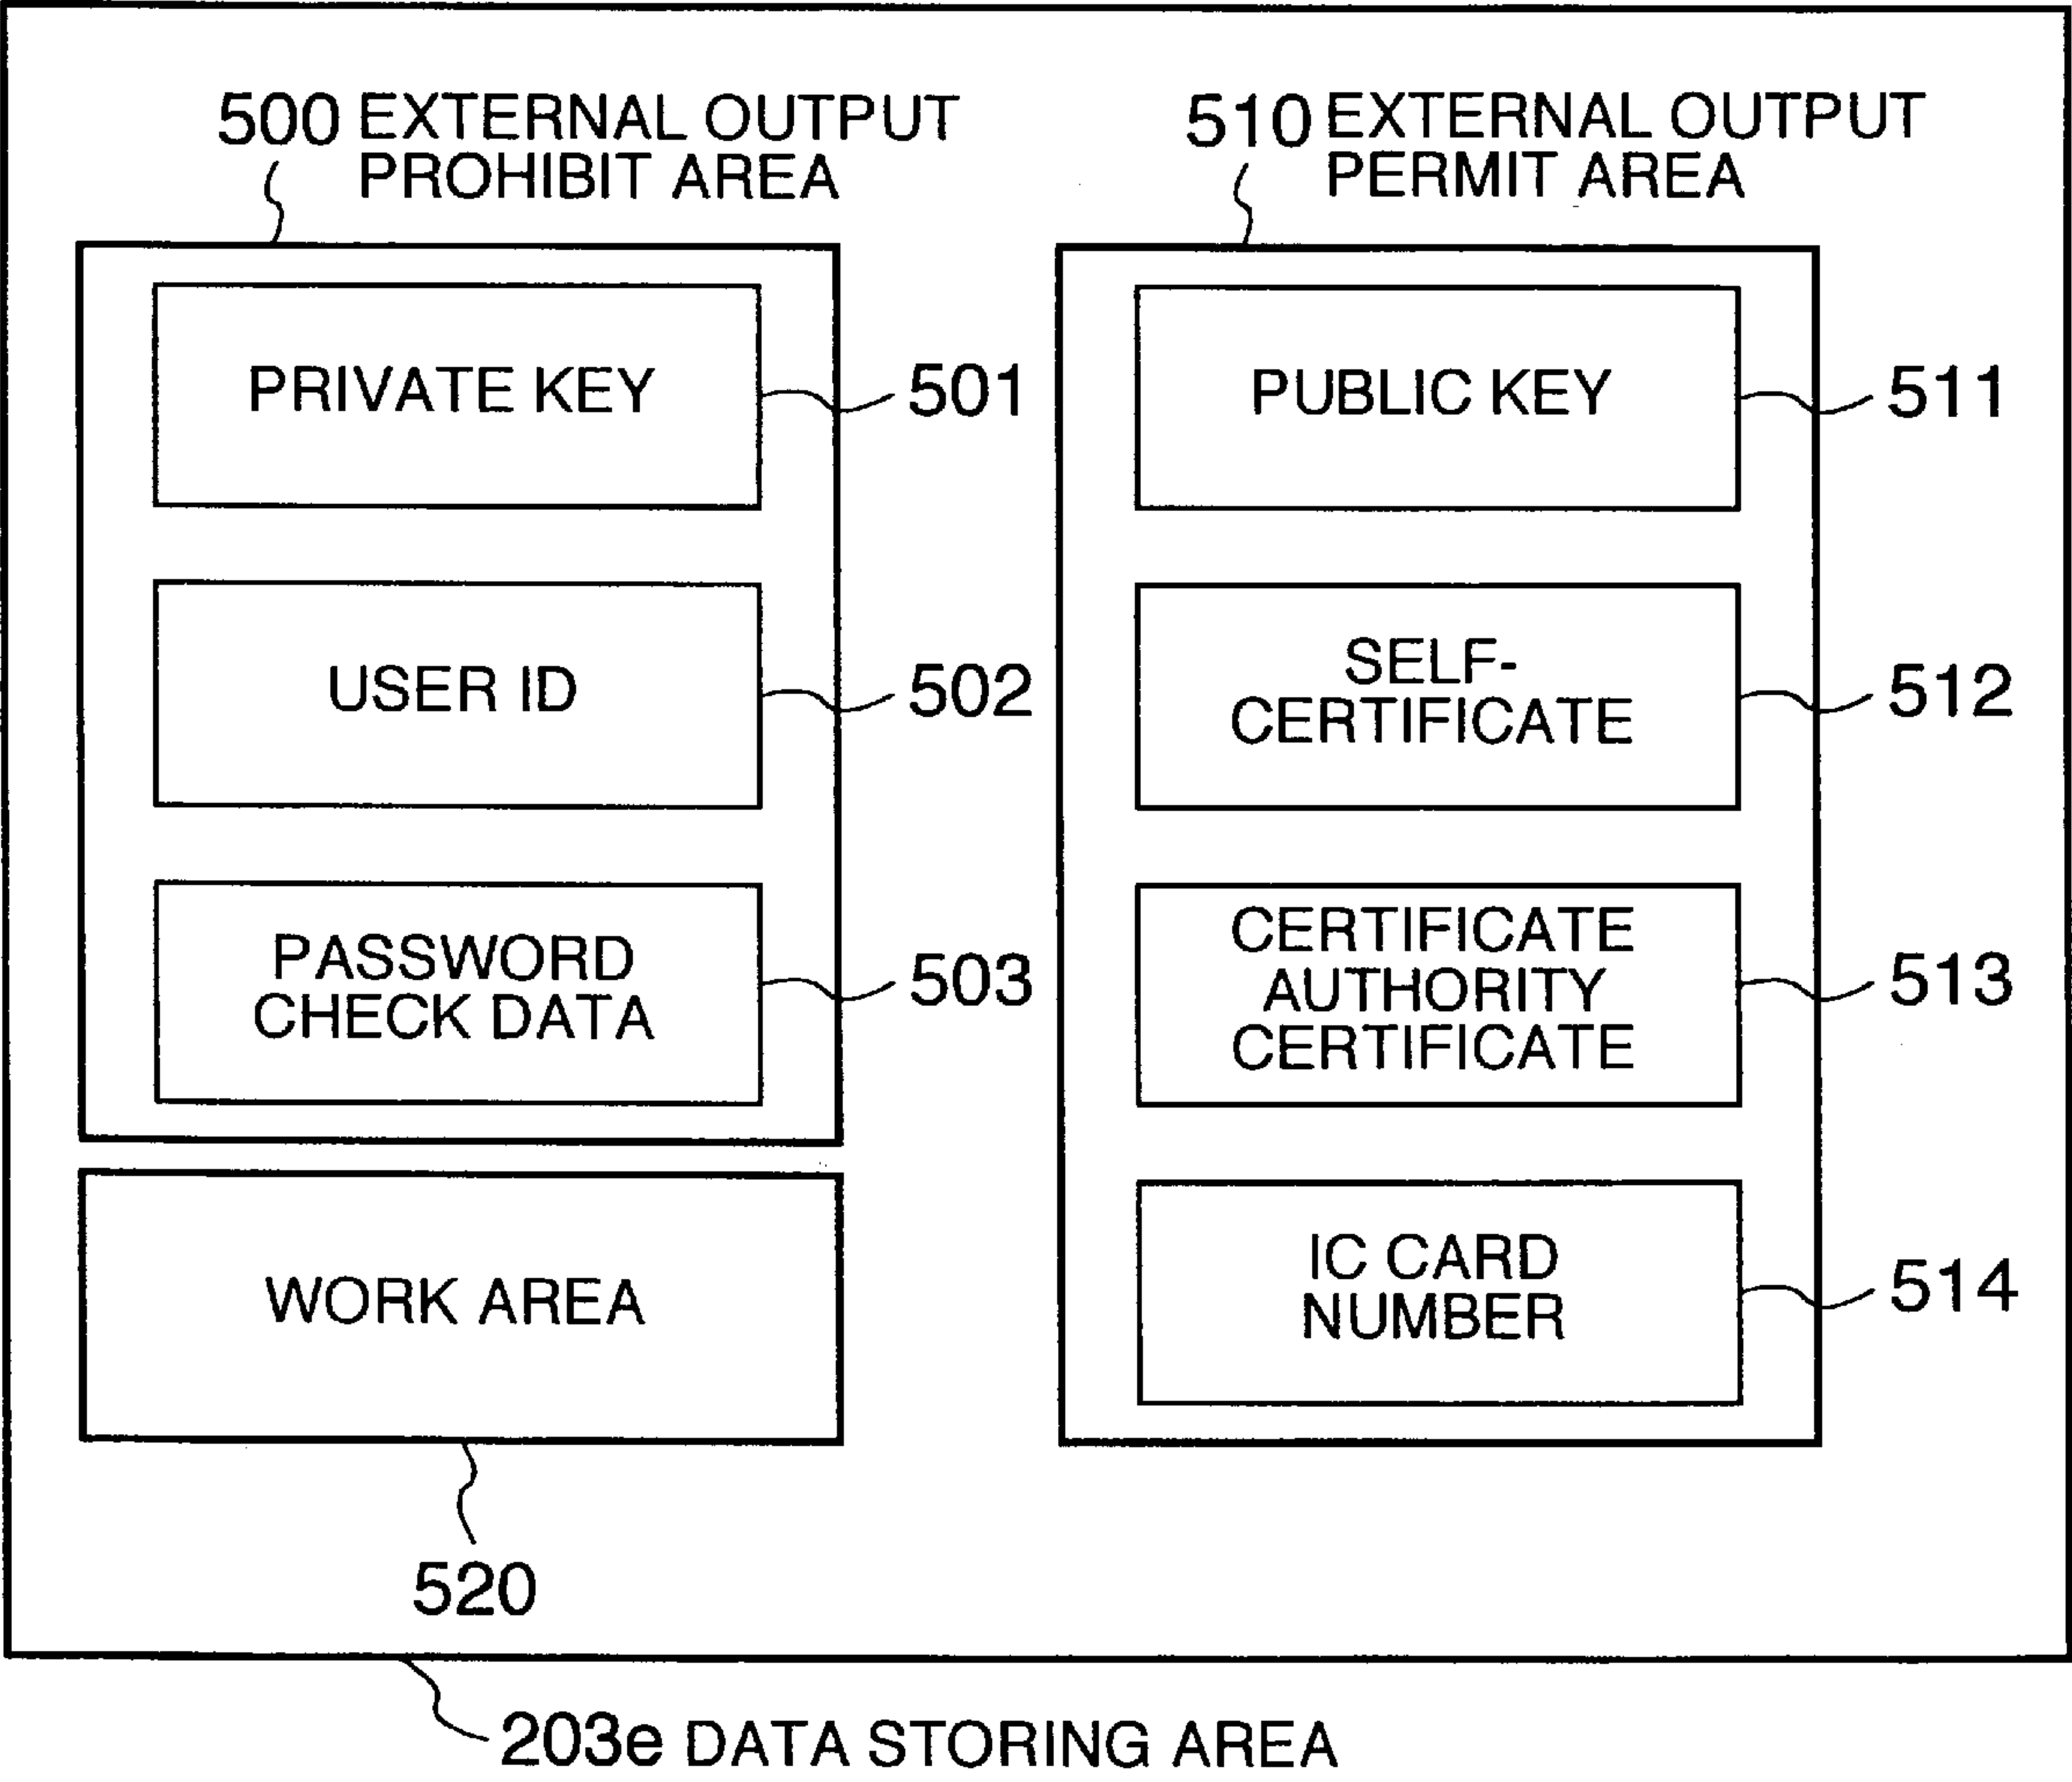 500 EXTERNAL OUTPUT
PROHIBIT AREA
PRIVATE KEY
501
USER ID
502
PASSWORD
CHECK DATA
503
WORK AREA
520
510 EXTERNAL OUTPUT
PERMIT AREA
PUBLIC KEY
511
SELF-
CERTIFICATE
512
CERTIFICATE
AUTHORITY
CERTIFICATE
513
IC CARD
NUMBER
514
203e DATA STORING AREA